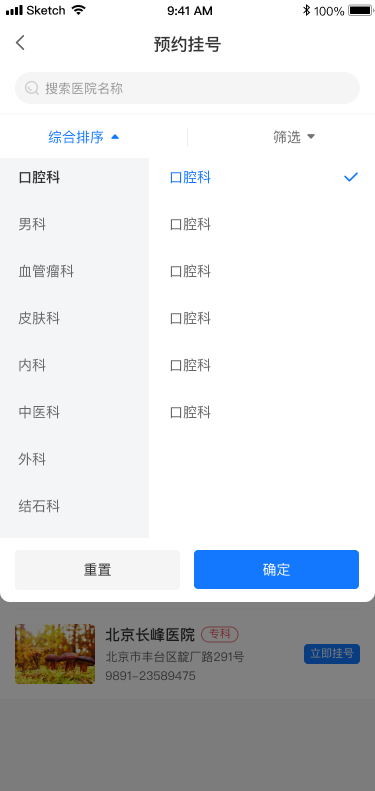 Sketch 9:41 AM 100%
预约挂号
搜索医院名称
综合排序 筛选
口腔科 口腔科
男科 口腔科
血管瘤科 口腔科
皮肤科 口腔科
内科 口腔科
中医科 口腔科
外科
结石科
重置 确定
北京长峰医院 专科
北京市丰台区靛厂路291号
立即挂号
9891-23589475